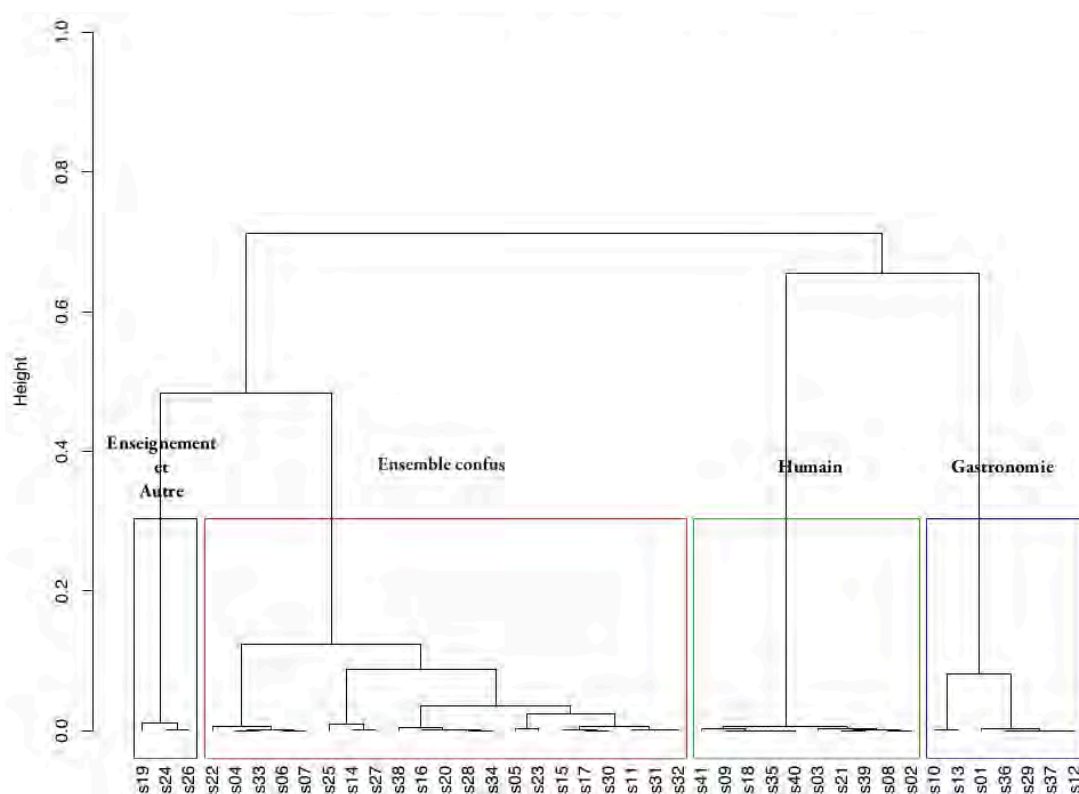 1.0
0.8
0.6
0.4
0.2
0.0
Height
Enseignement
et
Autre
Ensemble confus
Humain
Gastronomie
s19 s24 s26 s22 s04 s33 s06 s07 s25 s14 s27 s38 s16 s20 s28 s34 s05 s23 s15 s17 s30 s11 s31 s32 s41 s09 s18 s35 s40 s03 s21 s39 s08 s02 s10 s13 s01 s36 s29 s37 s12